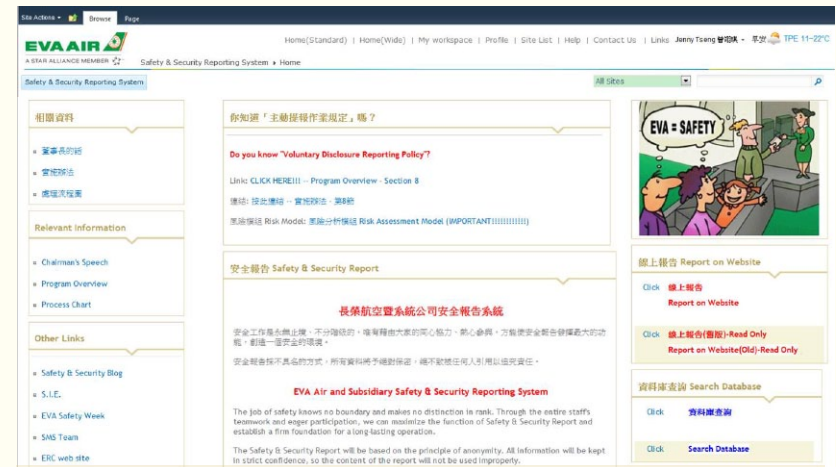 Site Actions
Browse
Page
EVA AIR
A STAR ALLIANCE MEMBER
Home(Standard) | Home(Wide) | My workspace | Profile | Site List | Help | Contact Us | Links
Jenny Tseng
TPE 11~22°C
Safety & Security Reporting System ▸ Home
Safety & Security Reporting System
All Sites
相關資料
董事長的話
實施辦法
處理流程圖
Relevant Information
Chairman's Speech
Program Overview
Process Chart
Other Links
Safety & Security Blog
S.I.E.
EVA Safety Week
SMS Team
ERC web site
你知道「主動提報作業規定」嗎？
Do you know "Voluntary Disclosure Reporting Policy"?
Link: CLICK HERE!!! -- Program Overview - Section 8
連結: 按此連結 -- 實施辦法 - 第8節
風險模組 Risk Model: 風險分析模組 Risk Assessment Model (IMPORTANT!!!!!!!!!!!!)
安全報告 Safety & Security Report
長榮航空暨系統公司安全報告系統
安全工作是永無止境、不分階級的，唯有藉由大家的同心協力、熱心參與，方能使安全報告發揮最大的功
能，創造一個安全的環境。
安全報告採不具名的方式，所有資料將予絕對保密，絕不致被任何人引用以追究責任。
EVA Air and Subsidiary Safety & Security Reporting System
The job of safety knows no boundary and makes no distinction in rank. Through the entire staff's
teamwork and eager participation, we can maximize the function of Safety & Security Report and
establish a firm foundation for a long lasting operation.
The Safety & Security Report will be based on the principle of anonymity. All information will be kept
in strict confidence, so the content of the report will not be used improperly.
EVA = SAFETY
線上報告 Report on Website
Click 線上報告
Report on Website
Click 線上報告(舊版)-Read Only
Report on Website(Old)-Read Only
資料庫查詢 Search Database
Click 資料庫查詢
Click Search Database